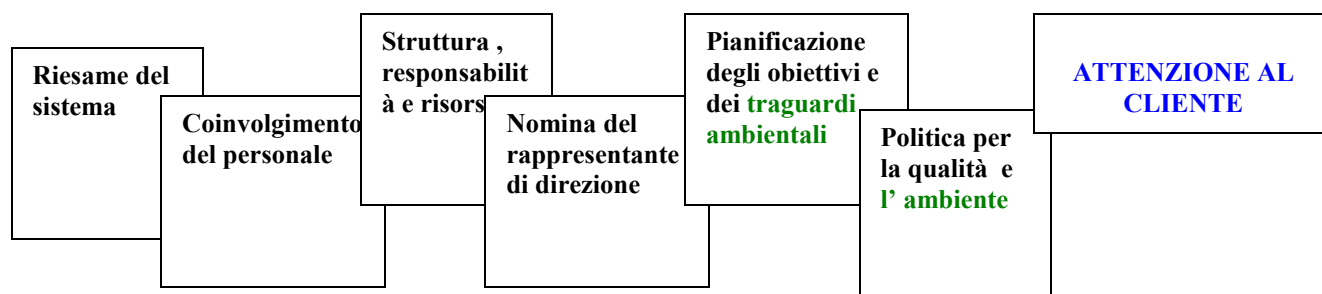 Riesame del
sistema
Coinvolgimento
del personale
Struttura ,
responsabilit
à e risors
Nomina del
rappresentante
di direzione
Pianificazione
degli obiettivi e
dei traguardi
ambientali
Politica per
la qualità e
l’ ambiente
ATTENZIONE AL
CLIENTE